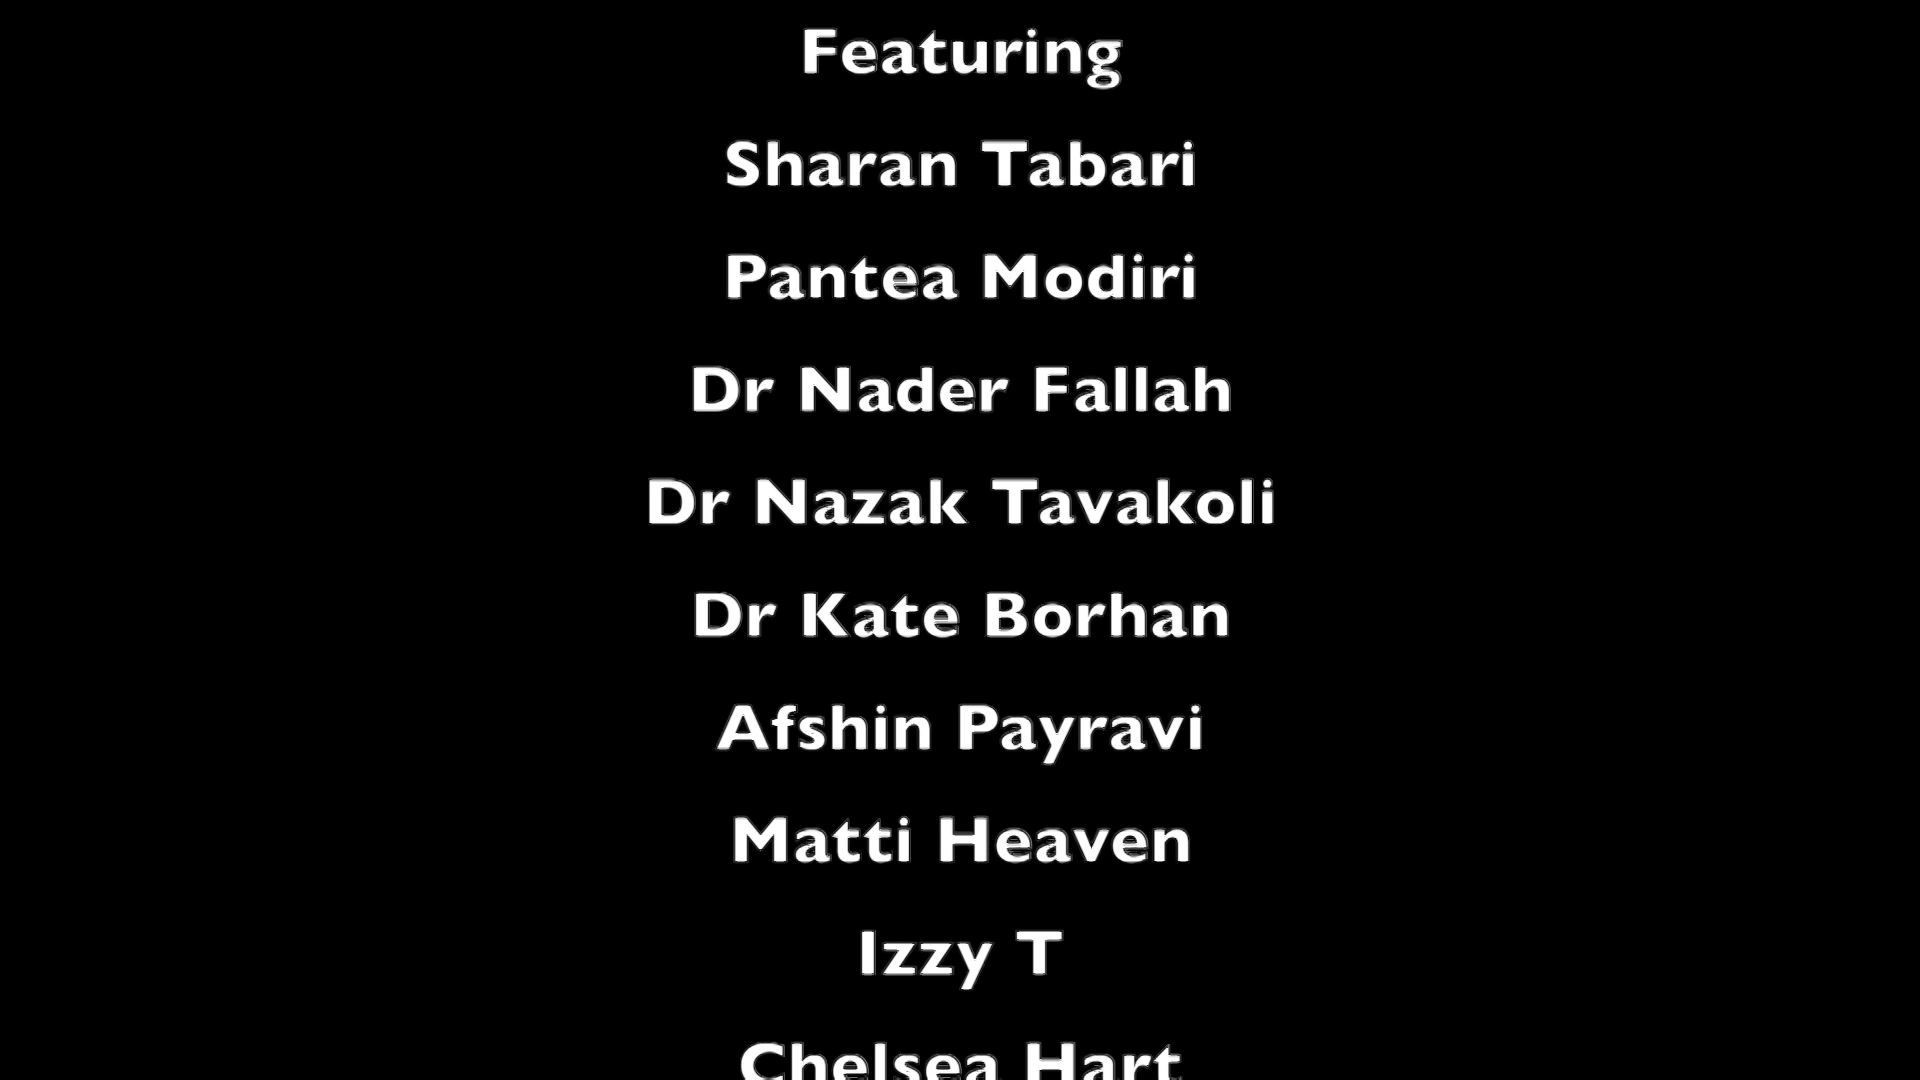 Featuring
Sharan Tabari
Pantea Modiri
Dr Nader Fallah
Dr Nazak Tavakoli
Dr Kate Borhan
Afshin Payravi
Matti Heaven
Izzy T
Chelsea Hart